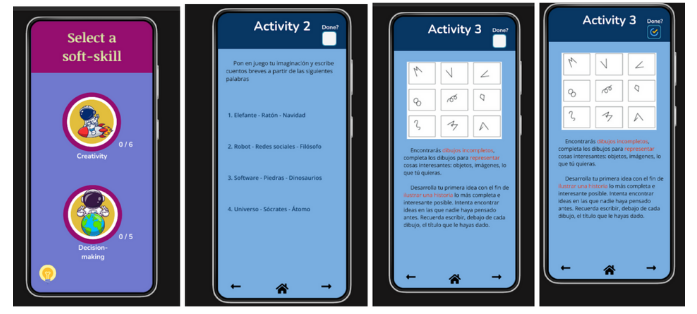 Select a
soft-skill
0 / 6
Creativity
0 / 5
Decision-
making
Activity 2
Done?
Pon en juego tu imaginación y escribe
cuentos breves a partir de las siguientes
palabras
1. Elefante - Ratón - Navidad
2. Robot - Redes sociales - Filósofo
3. Software - Piedras - Dinosaurios
4. Universo - Sócrates - Átomo
Activity 3
Done?
Encontrarás dibujos incompletos,
completa los dibujos para representar
cosas interesantes: objetos, imágenes, lo
que tú quieras.
Desarrolla tu primera idea con el fin de
ilustrar una historia lo más completa e
interesante posible. Intenta encontrar
ideas en las que nadie haya pensado
antes. Recuerda escribir, debajo de cada
dibujo, el título que le hayas dado.
Activity 3
Done?
Encontrarás dibujos incompletos,
completa los dibujos para representar
cosas interesantes: objetos, imágenes, lo
que tú quieras.
Desarrolla tu primera idea con el fin de
ilustrar una historia lo más completa e
interesante posible. Intenta encontrar
ideas en las que nadie haya pensado
antes. Recuerda escribir, debajo de cada
dibujo, el título que le hayas dado.